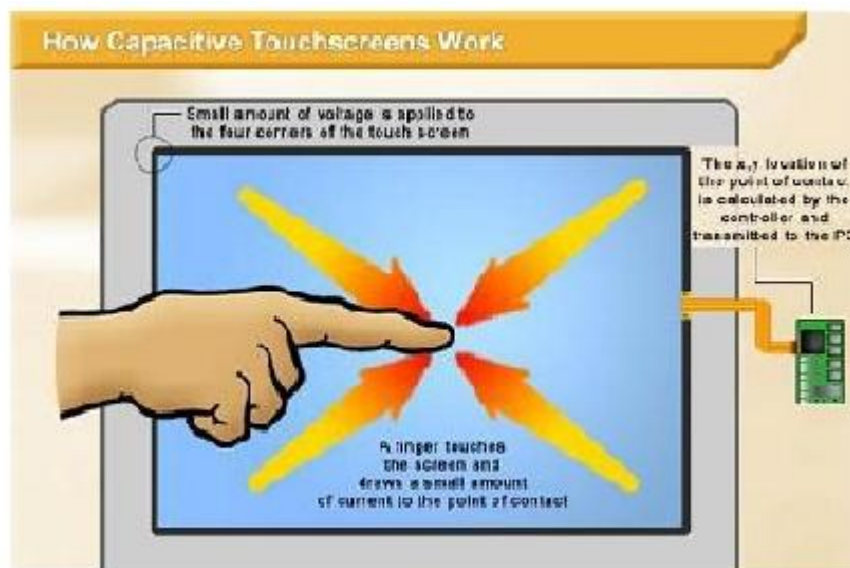 How Capacitive Touchscreens Work
Small amount of voltage is applied to
the four corners of the touch screen
The x,y location of
the point of contact
is calculated by the
controller and
transmitted to the PC
A finger touches
the screen and
draws a small amount
of current to the point of contact